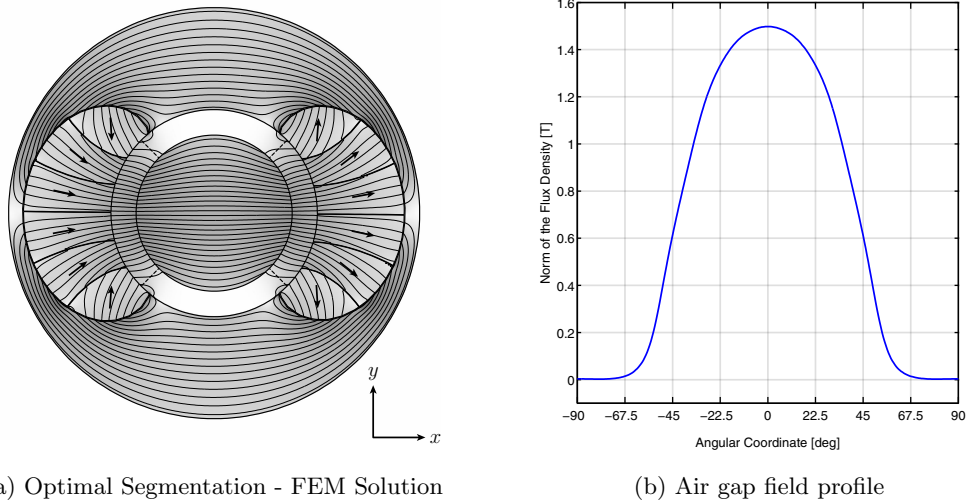 y
x
a) Optimal Segmentation - FEM Solution
1.6
1.4
1.2
1
0.8
0.6
0.4
0.2
0
Norm of the Flux Density [T]
−90 −67.5 −45 −22.5 0 22.5 45 67.5 90
Angular Coordinate [deg]
(b) Air gap field profile